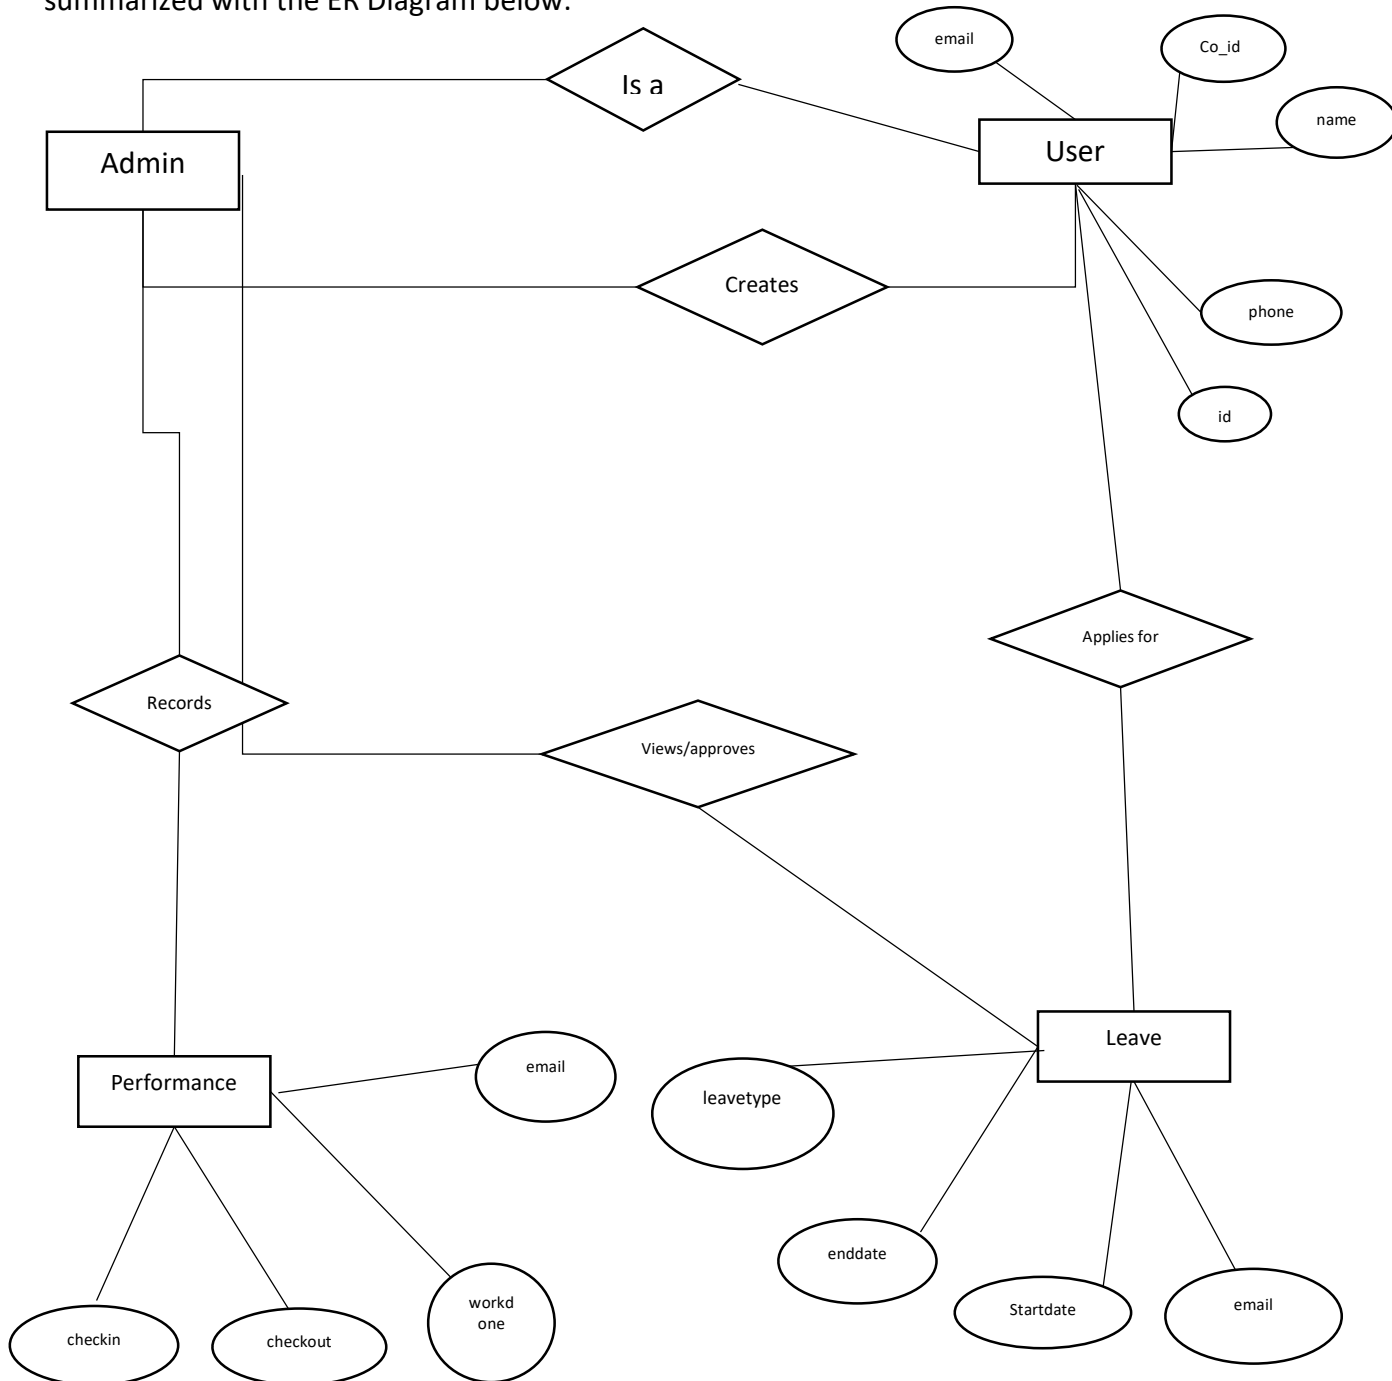 summarized with the ER Diagram below:
email
Co_id
Is a
name
Admin
User
Creates
phone
id
Applies for
Records
Views/approves
Leave
email
Performance
leavetype
enddate
workd
one
Startdate
email
checkin
checkout